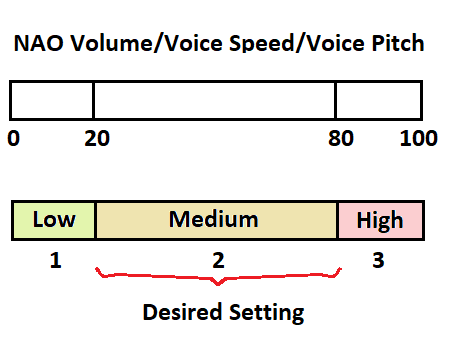 NAO Volume/Voice Speed/Voice Pitch
0 20 80 100
Low Medium High
1 2 3
Desired Setting